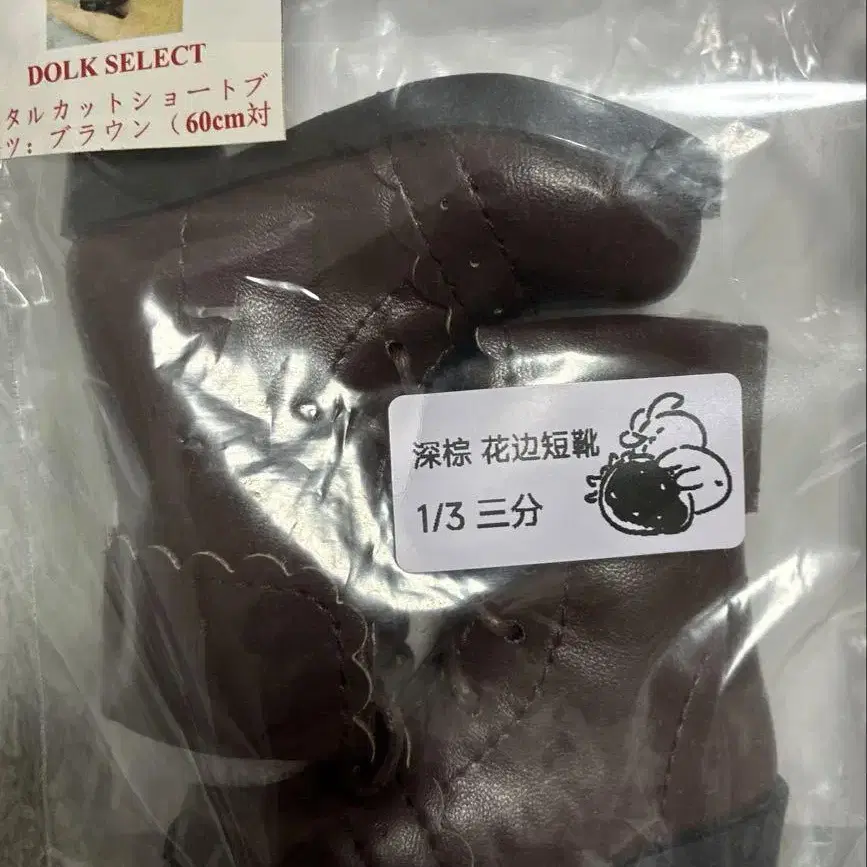 DOLK SELECT
タルカットショートブ
ツ：ブラウン（60cm対
深棕 花边短靴
1/3 三分